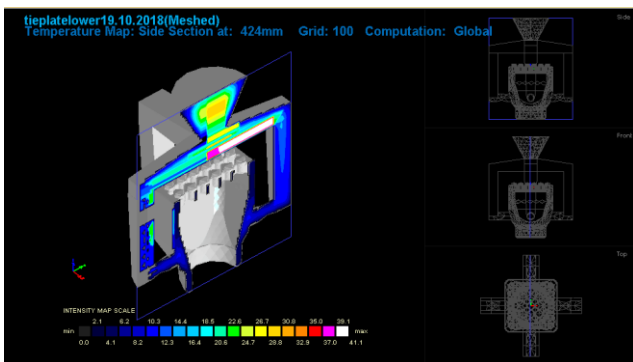 tieplatelower19.10.2018(Meshed)
Temperature Map: Side Section at: 424mm Grid: 100 Computation: Global
Side
Front
Top
INTENSITY MAP SCALE
2.1 6.2 10.3 14.4 18.5 22.6 26.7 30.8 35.0 39.1
min max
0.0 4.1 8.2 12.3 16.4 20.6 24.7 28.8 32.9 37.0 41.1